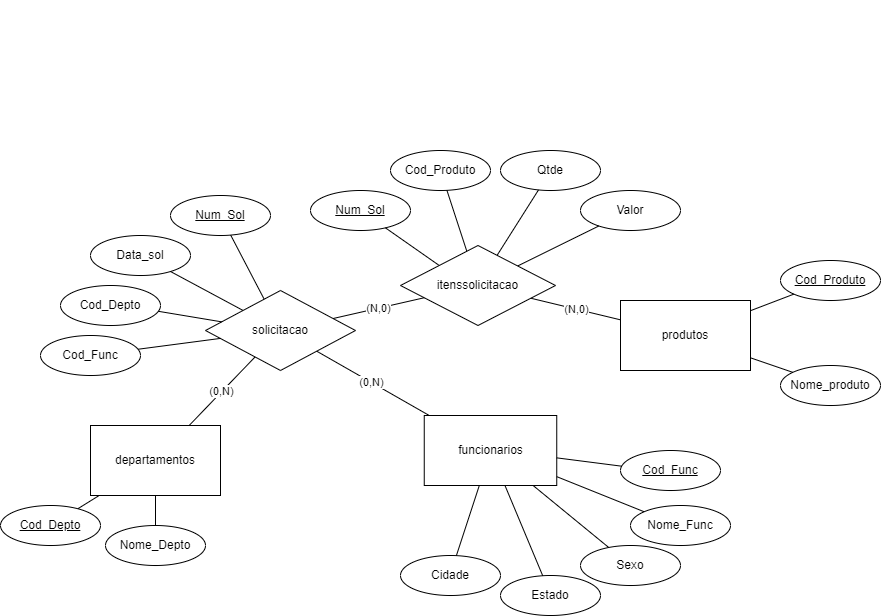 Cod_Produto
Qtde
Num_Sol
Valor
Num_Sol
Data_sol
Cod_Depto
Cod_Func
solicitacao
itenssolicitacao
(N,0)
(N,0)
Cod_Produto
produtos
Nome_produto
(0,N)
(0,N)
departamentos
funcionarios
Cod_Func
Cod_Depto
Nome_Depto
Nome_Func
Sexo
Cidade
Estado